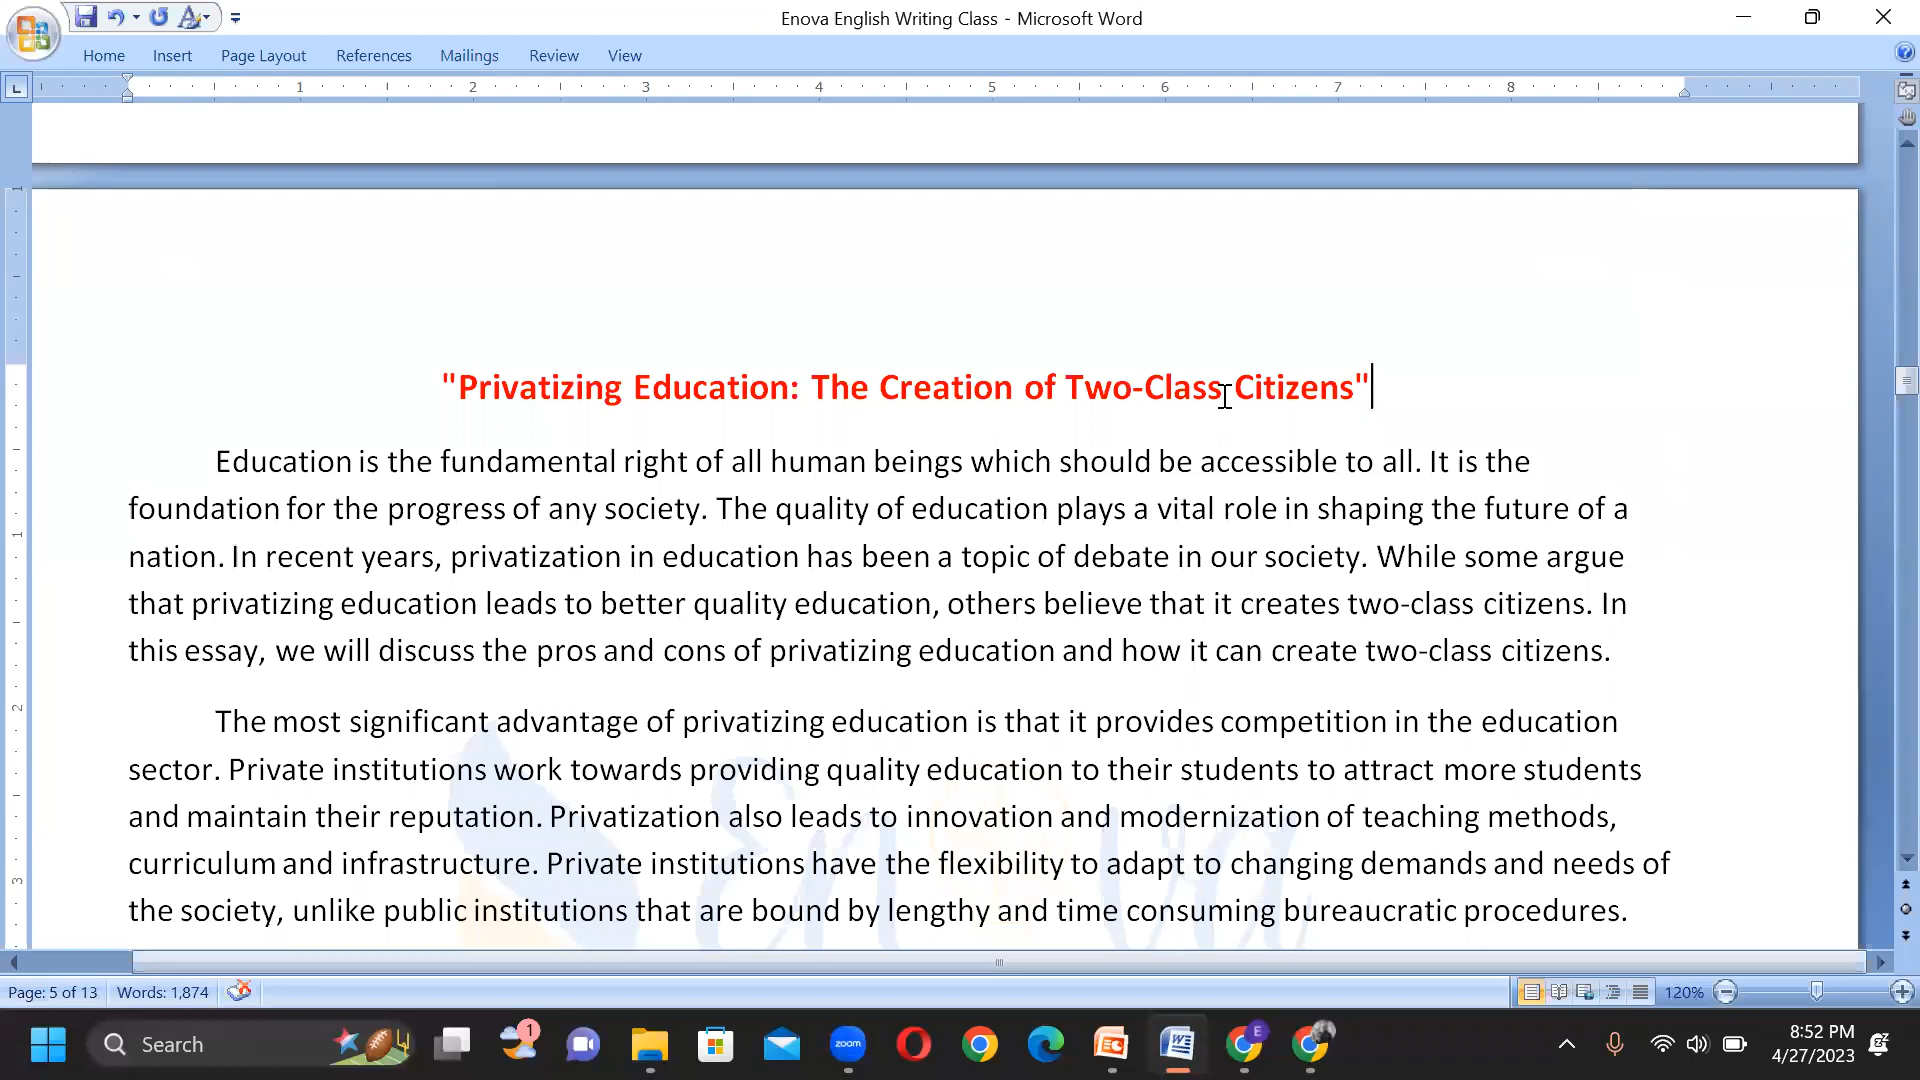 Enova English Writing Class - Microsoft Word
Home Insert Page Layout References Mailings Review View
1 2 3 4 5 6 7 8
"Privatizing Education: The Creation of Two-Class Citizens"
Education is the fundamental right of all human beings which should be accessible to all. It is the
foundation for the progress of any society. The quality of education plays a vital role in shaping the future of a
nation. In recent years, privatization in education has been a topic of debate in our society. While some argue
that privatizing education leads to better quality education, others believe that it creates two-class citizens. In
this essay, we will discuss the pros and cons of privatizing education and how it can create two-class citizens.
The most significant advantage of privatizing education is that it provides competition in the education
sector. Private institutions work towards providing quality education to their students to attract more students
and maintain their reputation. Privatization also leads to innovation and modernization of teaching methods,
curriculum and infrastructure. Private institutions have the flexibility to adapt to changing demands and needs of
the society, unlike public institutions that are bound by lengthy and time consuming bureaucratic procedures.
Page: 5 of 13 Words: 1,874 120%
Search 1 zoom E 8:52 PM
4/27/2023